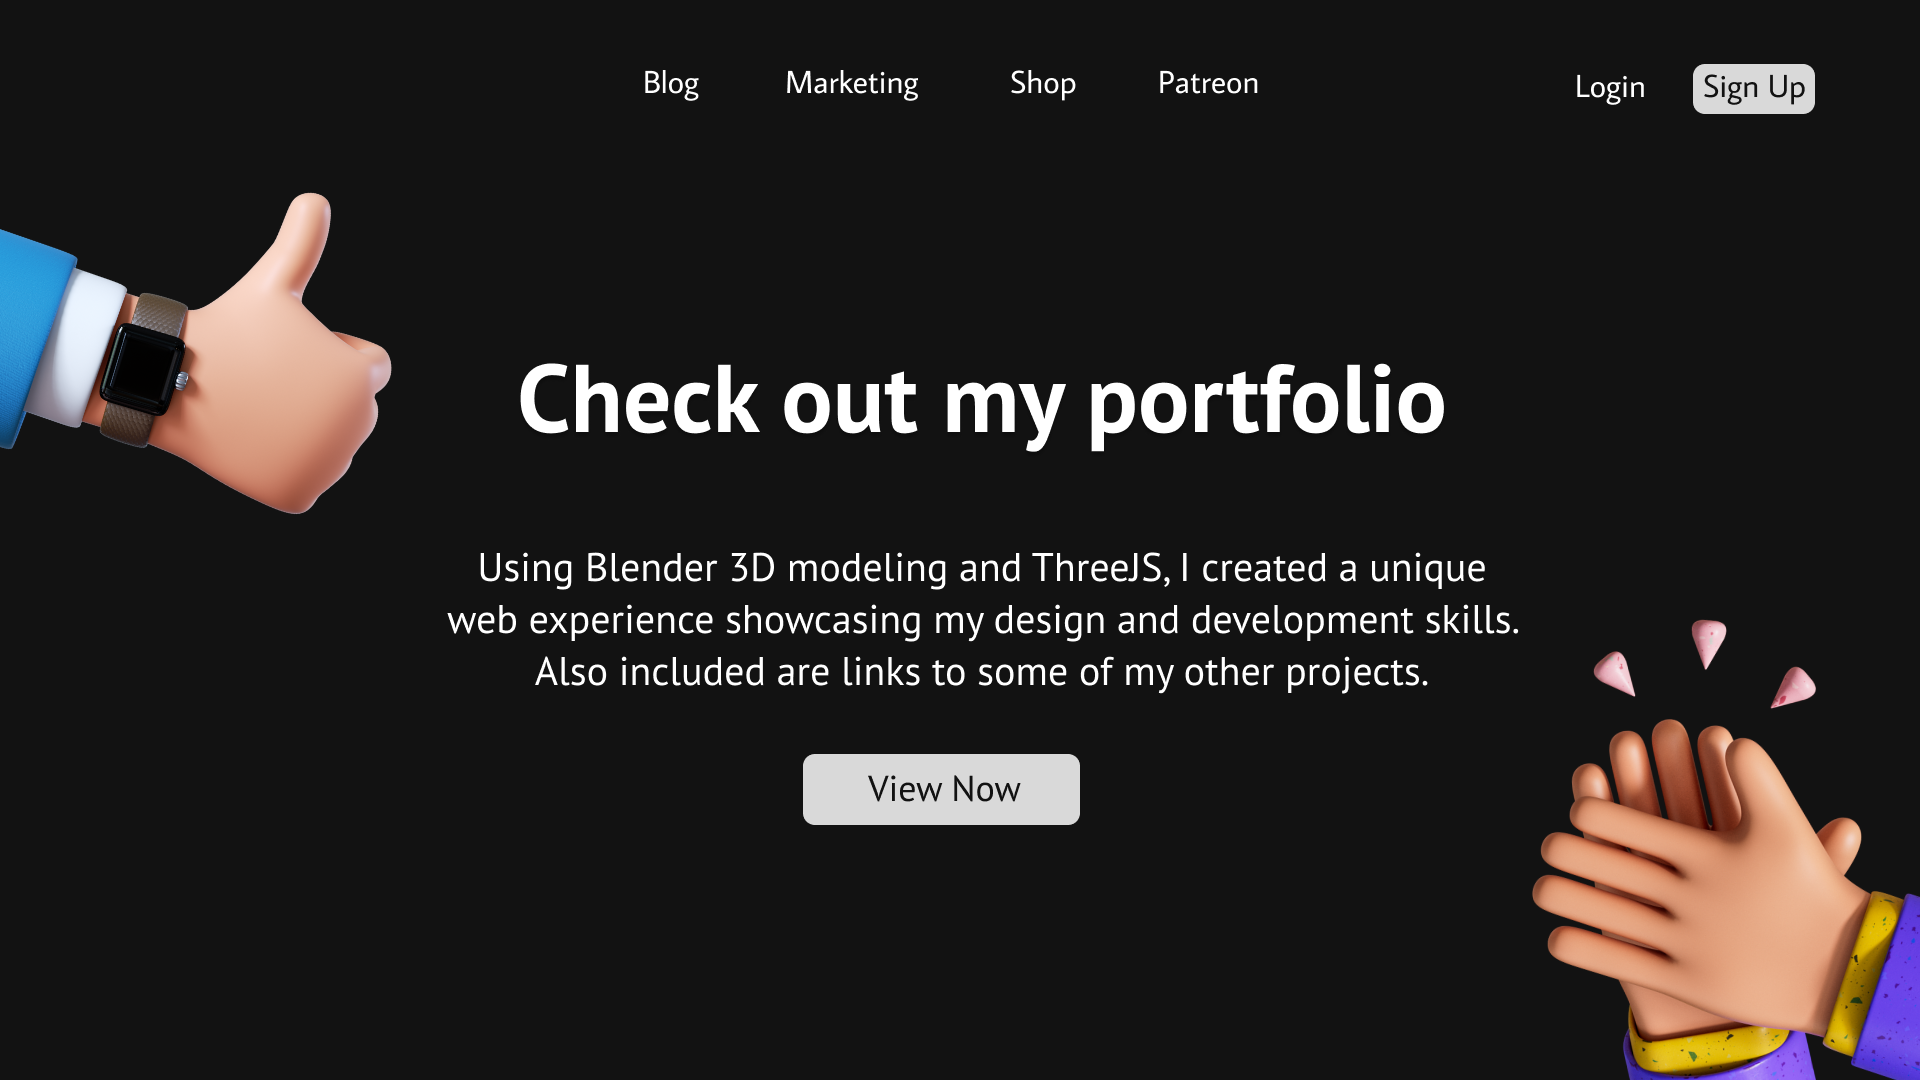 Blog Marketing Shop Patreon Login Sign Up
Check out my portfolio
Using Blender 3D modeling and ThreeJS, I created a unique
web experience showcasing my design and development skills.
Also included are links to some of my other projects.
View Now